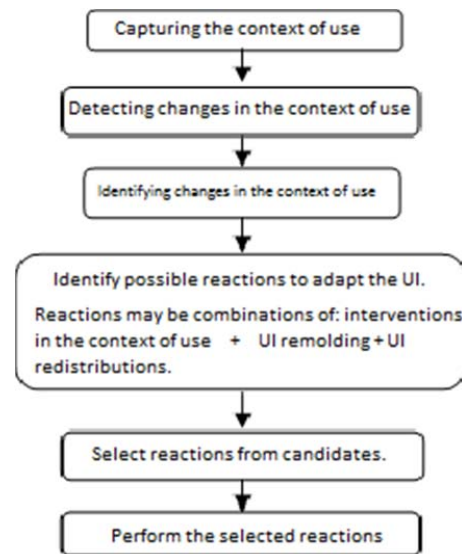 Capturing the context of use
Detecting changes in the context of use
Identifying changes in the context of use
Identify possible reactions to adapt the UI.
Reactions may be combinations of: interventions
in the context of use + UI remolding + UI
redistributions.
Select reactions from candidates.
Perform the selected reactions